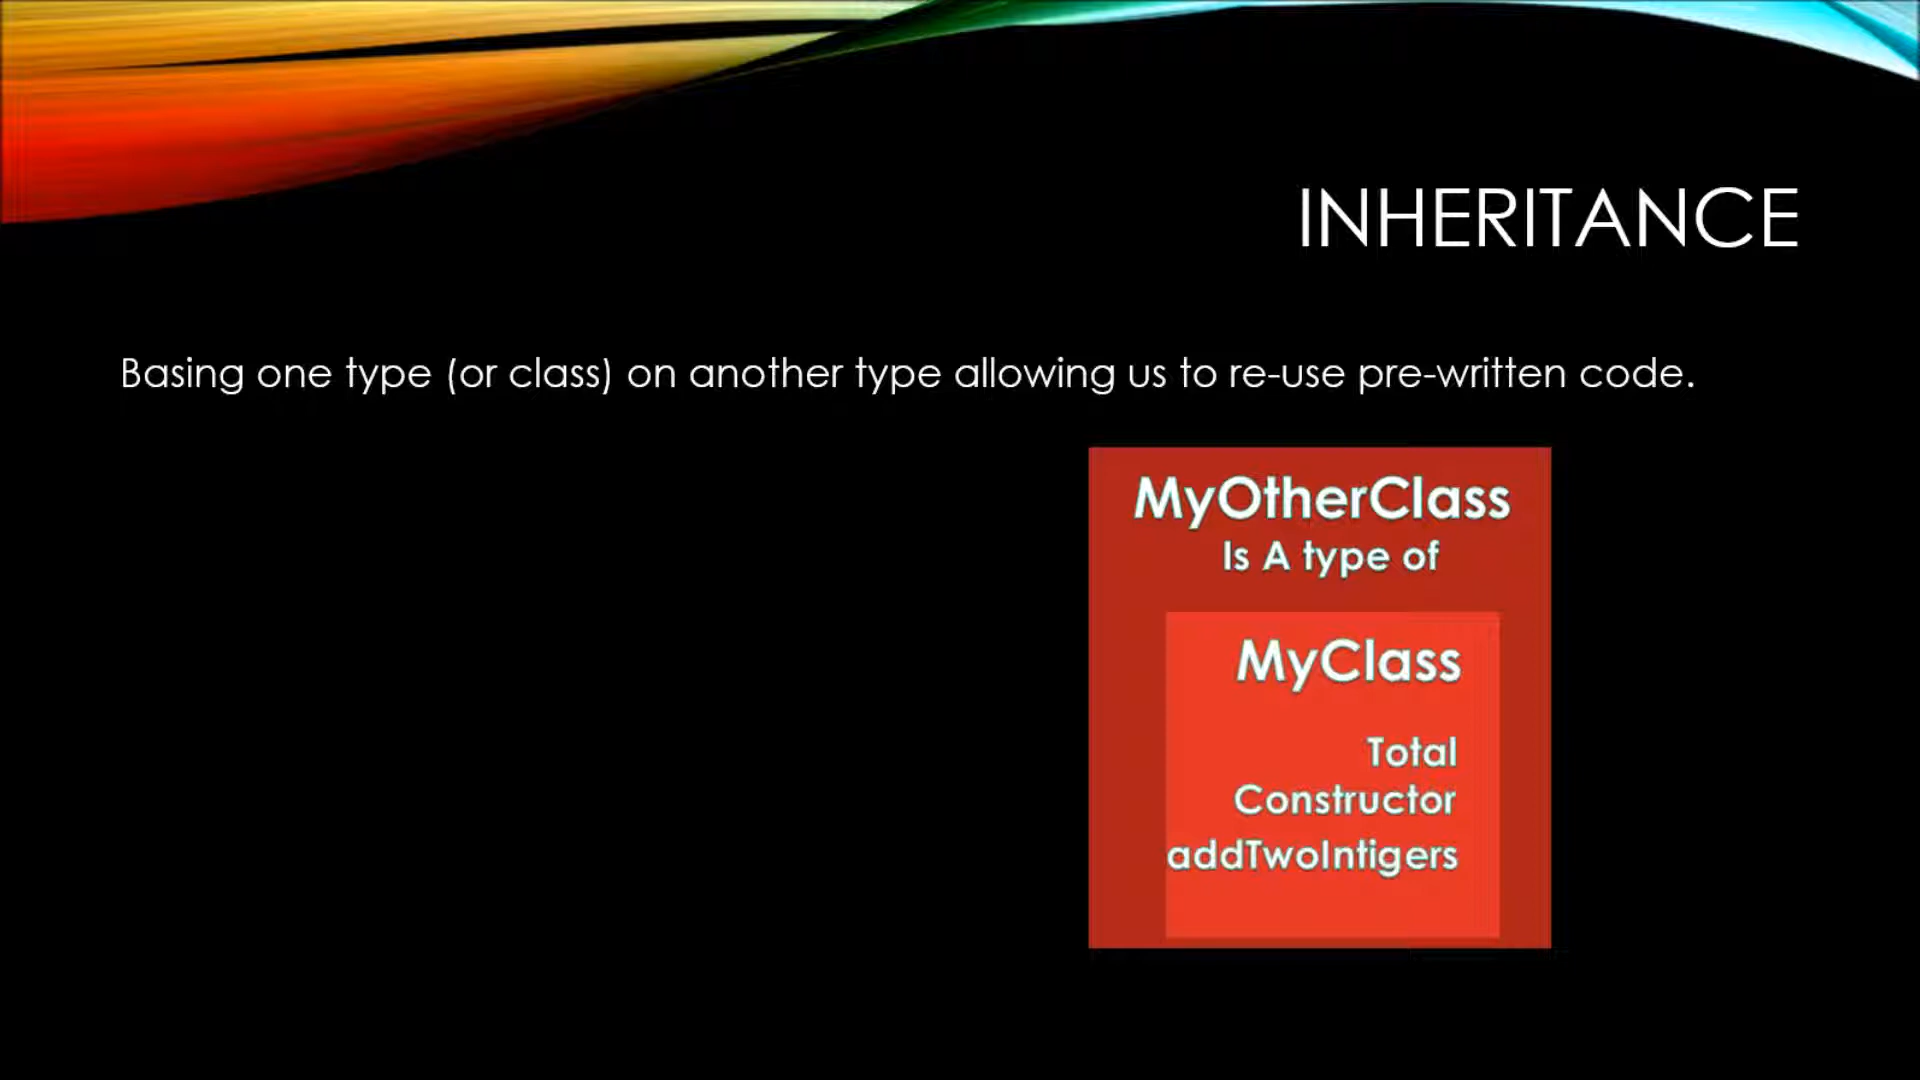 INHERITANCE
Basing one type (or class) on another type allowing us to re-use pre-written code.
MyOtherClass
Is A type of
MyClass
Total
Constructor
addTwoIntigers